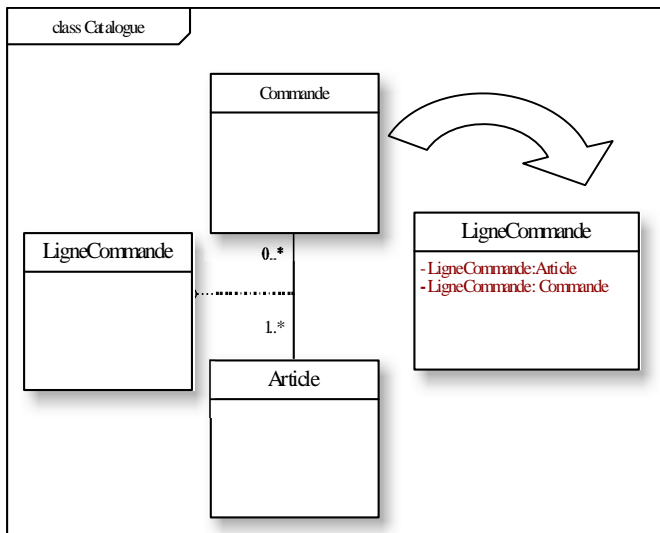 class Catalogue
Commande
LigneCommande
0..*
LigneCommande
- LigneCommande:Article
- LigneCommande: Commande
1..*
Article